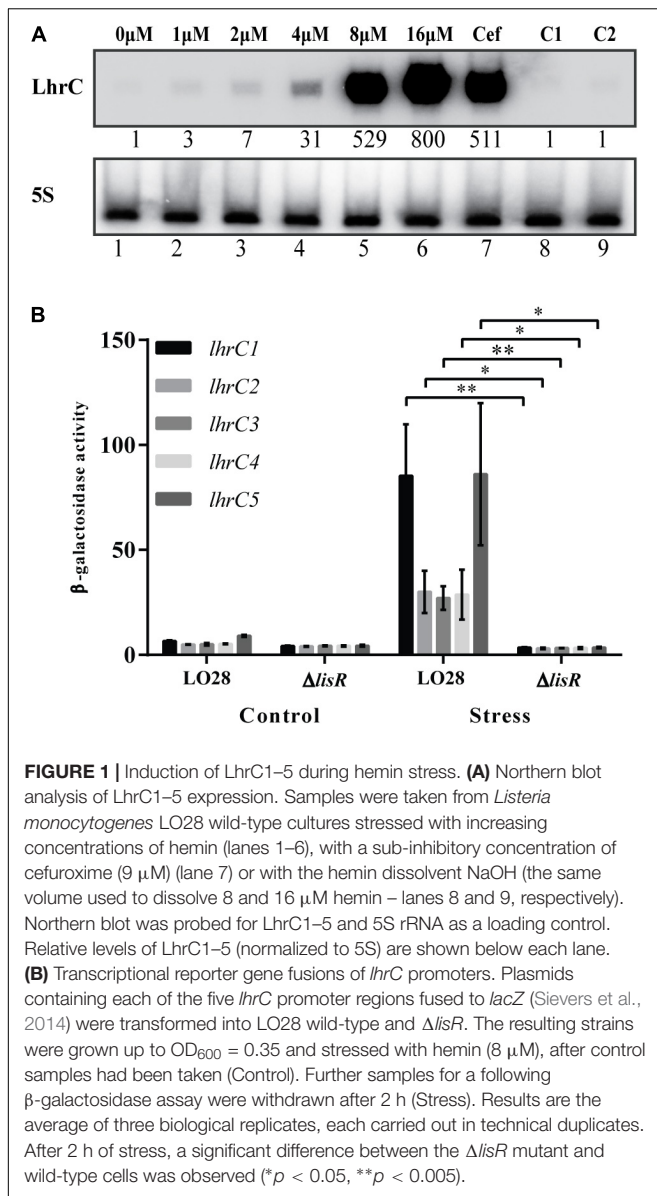 A
0μM 1μM 2μM 4μM 8μM 16μM Cef C1 C2
LhrC
1 3 7 31 529 800 511 1 1
5S
1 2 3 4 5 6 7 8 9
B
β-galactosidase activity
150
100
50
0
lhrC1
lhrC2
lhrC3
lhrC4
lhrC5
*
*
**
*
**
LO28 ΔlisR LO28 ΔlisR
Control Stress
FIGURE 1 | Induction of LhrC1–5 during hemin stress. (A) Northern blot
analysis of LhrC1–5 expression. Samples were taken from Listeria
monocytogenes LO28 wild-type cultures stressed with increasing
concentrations of hemin (lanes 1–6), with a sub-inhibitory concentration of
cefuroxime (9 μM) (lane 7) or with the hemin dissolvent NaOH (the same
volume used to dissolve 8 and 16 μM hemin – lanes 8 and 9, respectively).
Northern blot was probed for LhrC1–5 and 5S rRNA as a loading control.
Relative levels of LhrC1–5 (normalized to 5S) are shown below each lane.
(B) Transcriptional reporter gene fusions of lhrC promoters. Plasmids
containing each of the five lhrC promoter regions fused to lacZ (Sievers et al.,
2014) were transformed into LO28 wild-type and ΔlisR. The resulting strains
were grown up to OD600 = 0.35 and stressed with hemin (8 μM), after control
samples had been taken (Control). Further samples for a following
β-galactosidase assay were withdrawn after 2 h (Stress). Results are the
average of three biological replicates, each carried out in technical duplicates.
After 2 h of stress, a significant difference between the ΔlisR mutant and
wild-type cells was observed (*p < 0.05, **p < 0.005).